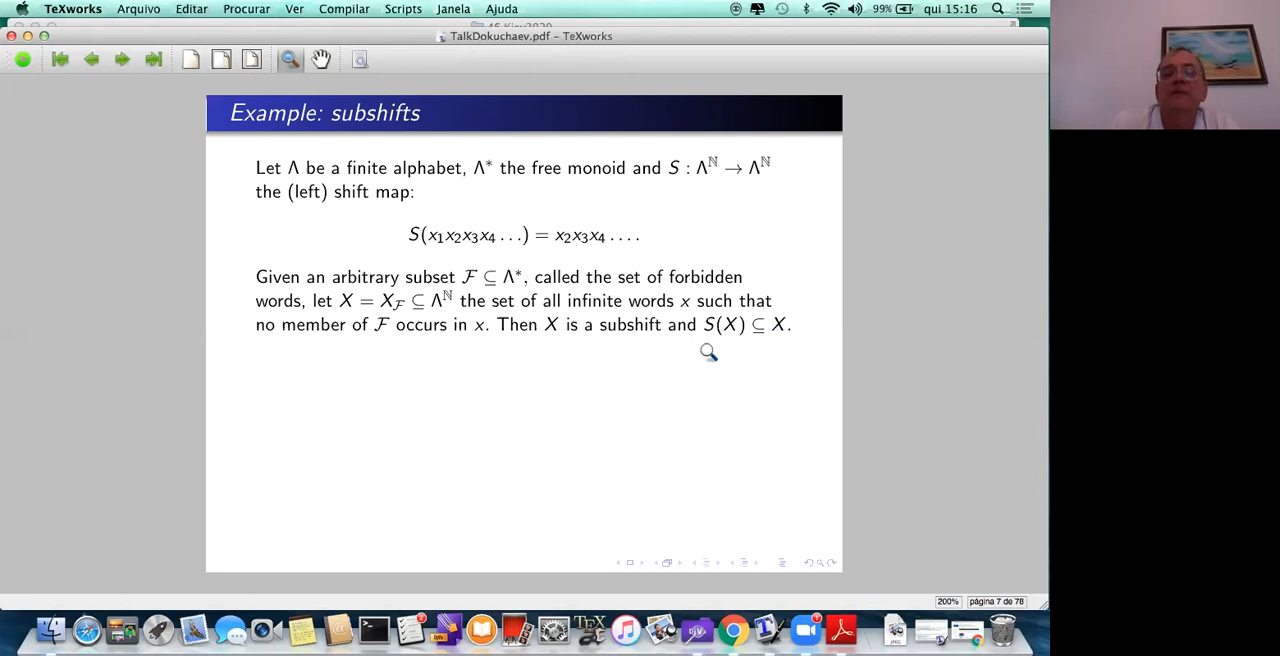 TeXworks Arquivo Editar Procurar Ver Compilar Scripts Janela Ajuda 99% qui 15:16
TalkDokuchaev.pdf - TeXworks
Example: subshifts
Let Λ be a finite alphabet, Λ* the free monoid and S : Λ^ℕ → Λ^ℕ
the (left) shift map:
S(x₁x₂x₃x₄ . . .) = x₂x₃x₄ . . . .
Given an arbitrary subset ℱ ⊆ Λ*, called the set of forbidden
words, let X = X_ℱ ⊆ Λ^ℕ the set of all infinite words x such that
no member of ℱ occurs in x. Then X is a subshift and S(X) ⊆ X.
200% página 7 de 78